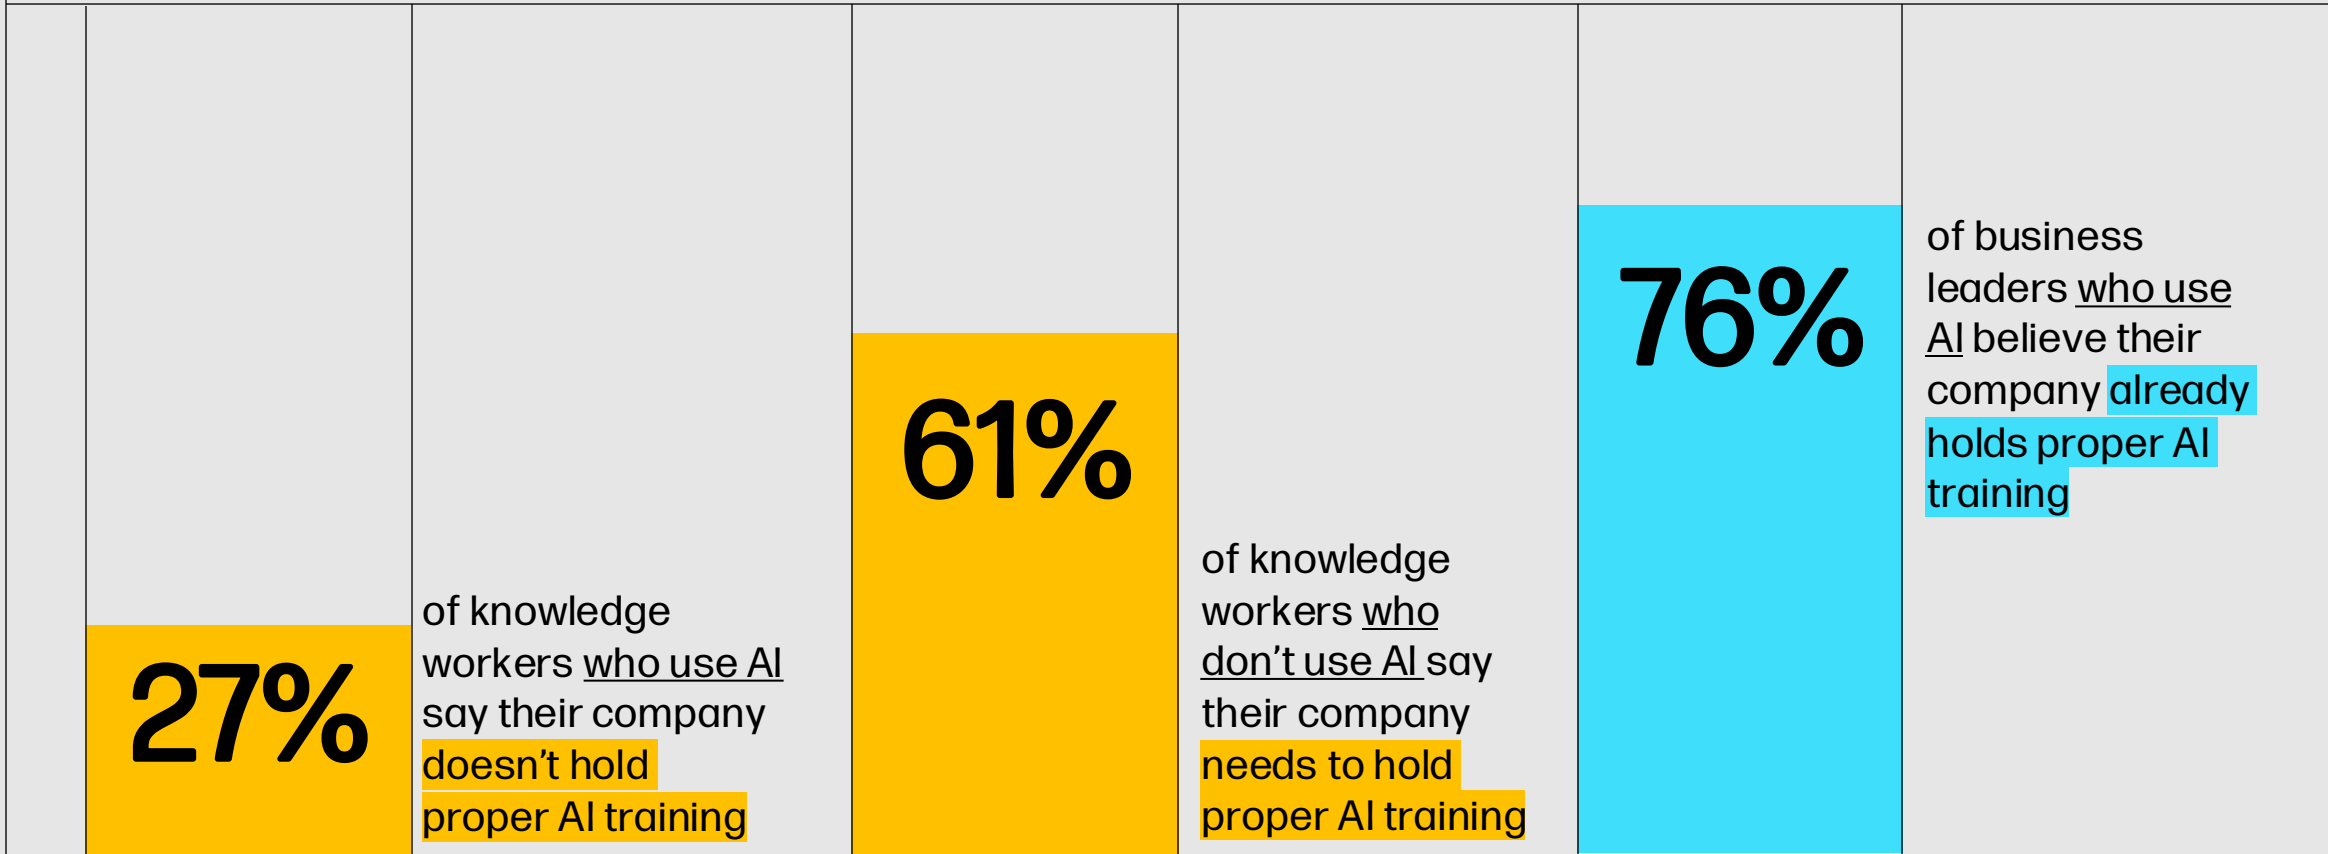 27%
of knowledge
workers who use AI
say their company
doesn’t hold
proper AI training
61%
of knowledge
workers who
don’t use AI say
their company
needs to hold
proper AI training
76%
of business
leaders who use
AI believe their
company already
holds proper AI
training